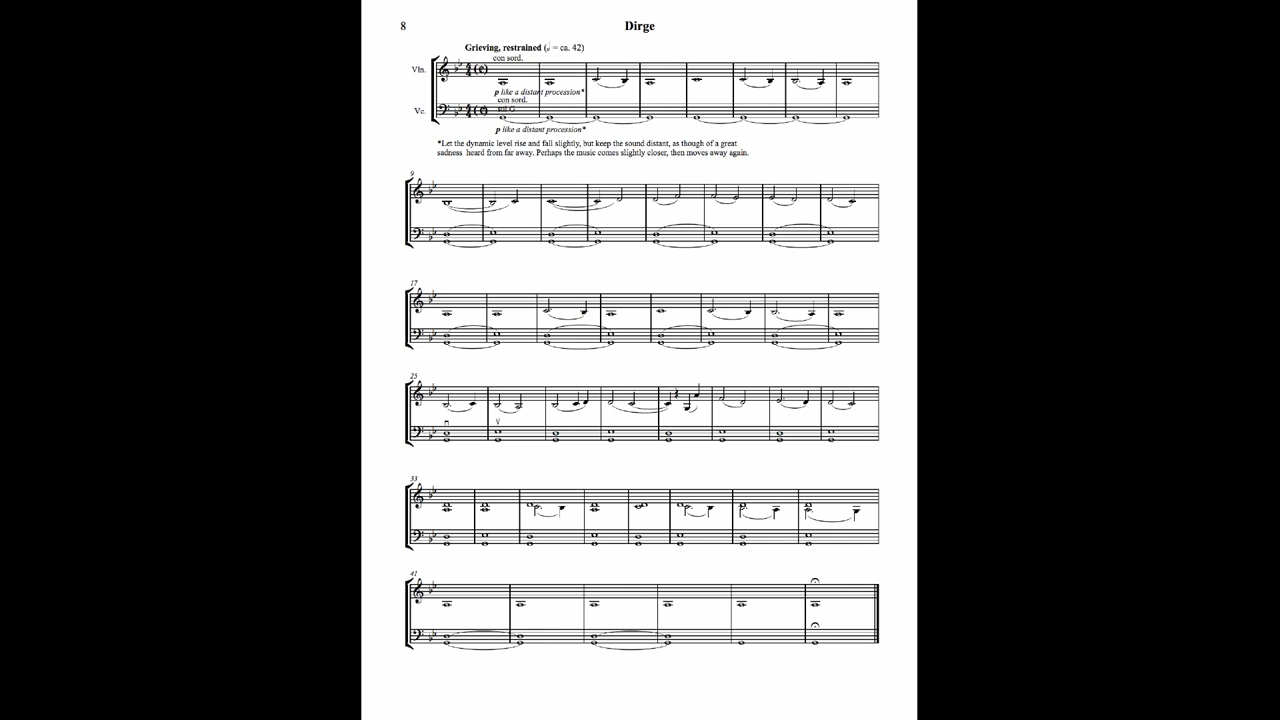 8
Dirge
Grieving, restrained (𝅗𝅥 = ca. 42)
con sord.
Vln.
p like a distant procession*
con sord.
sul G
Vc.
p like a distant procession*
*Let the dynamic level rise and fall slightly, but keep the sound distant, as though of a great
sadness heard from far away. Perhaps the music comes slightly closer, then moves away again.
9
17
25
33
41